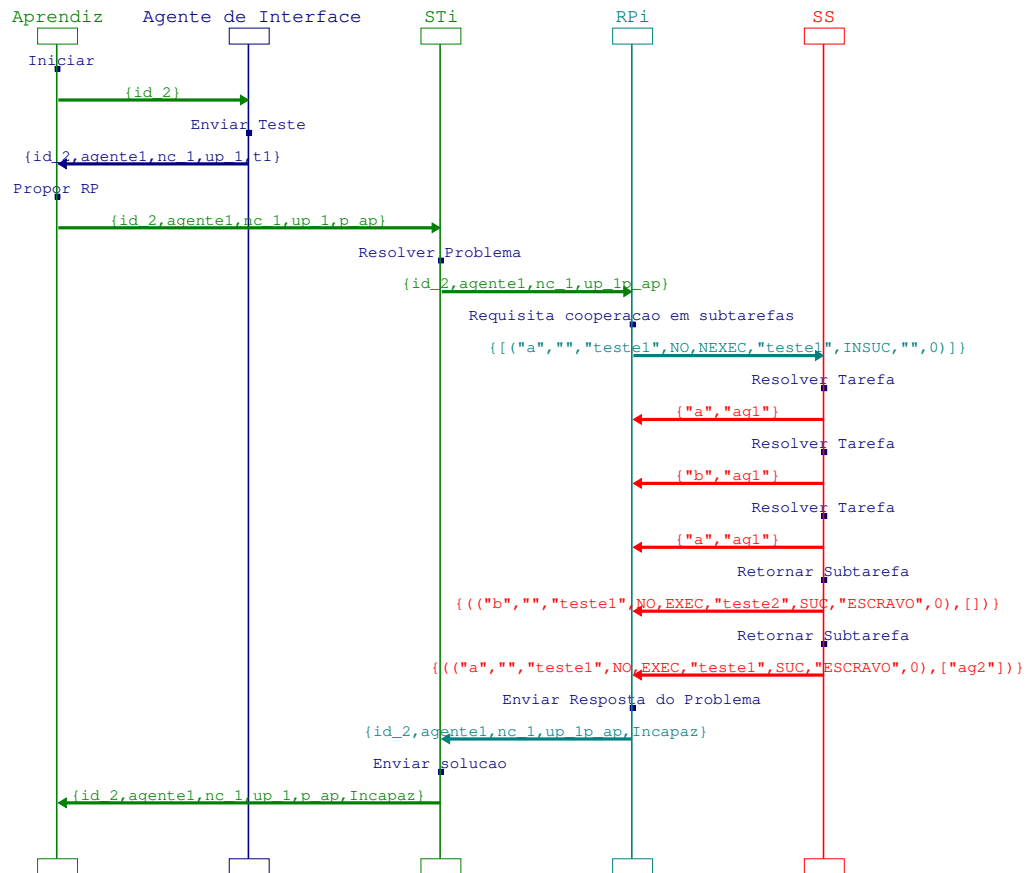 Aprendiz
Agente de Interface
STi
RPi
SS
Iniciar
{id_2}
Enviar Teste
{id_2,agente1,nc_1,up_1,t1}
Propor RP
{id_2,agente1,nc_1,up_1,p_ap}
Resolver Problema
{id_2,agente1,nc_1,up_1p_ap}
Requisita cooperacao em subtarefas
{[("a","","teste1",NO,NEXEC,"teste1",INSUC,"",0)]}
Resolver Tarefa
{"a","ag1"}
Resolver Tarefa
{"b","ag1"}
Resolver Tarefa
{"a","ag1"}
Retornar Subtarefa
{(("b","","teste1",NO,EXEC,"teste2",SUC,"ESCRAVO",0),[])}
Retornar Subtarefa
{(("a","","teste1",NO,EXEC,"teste1",SUC,"ESCRAVO",0),["ag2"])}
Enviar Resposta do Problema
{id_2,agente1,nc_1,up_1p_ap,Incapaz}
Enviar solucao
{id_2,agente1,nc_1,up_1,p_ap,Incapaz}